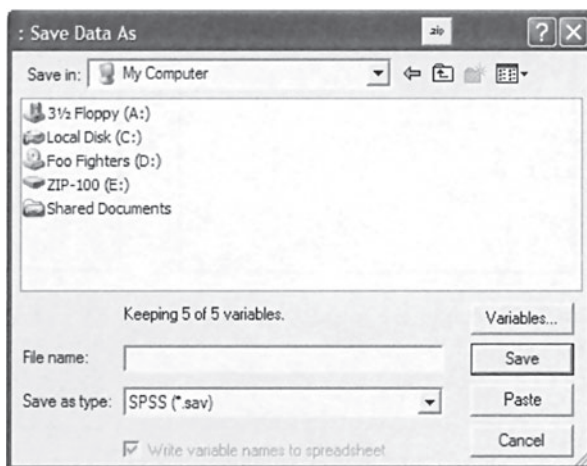 : Save Data As
zip
Save in: My Computer
3½ Floppy (A:)
Local Disk (C:)
Foo Fighters (D:)
ZIP-100 (E:)
Shared Documents
Keeping 5 of 5 variables.
Variables...
File name:
Save
Save as type: SPSS (*.sav)
Paste
Write variable names to spreadsheet
Cancel